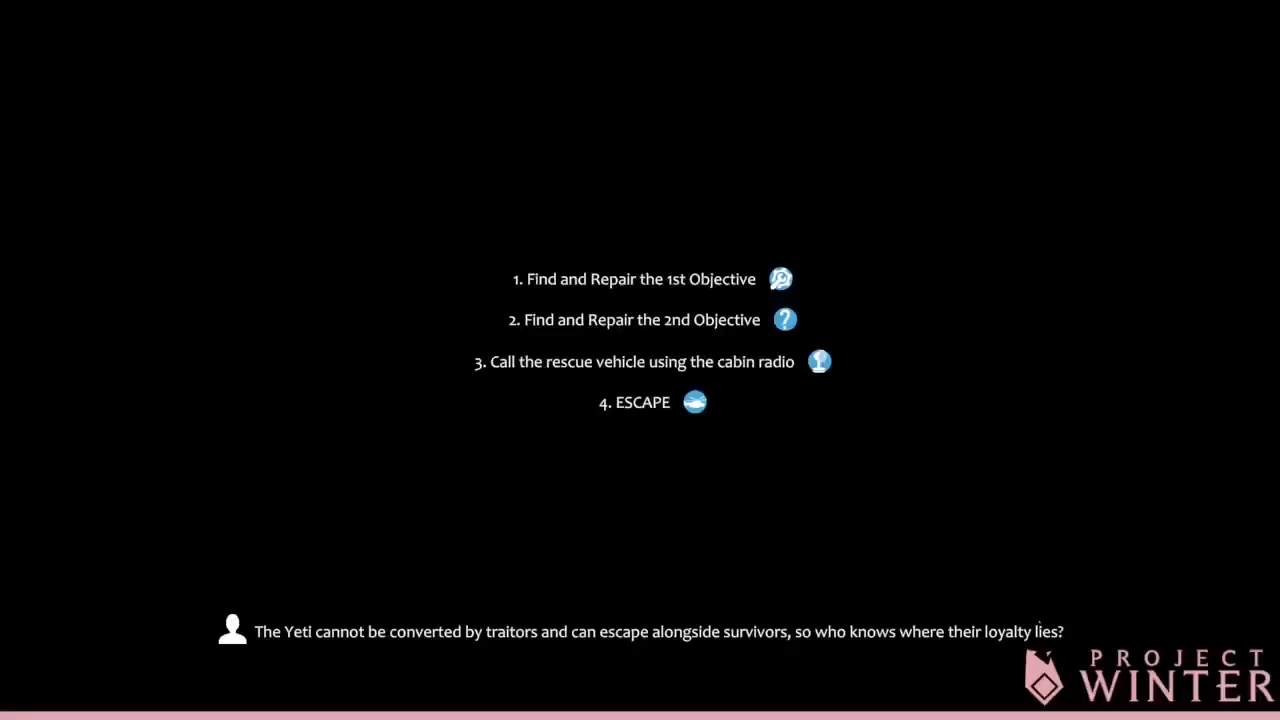 1. Find and Repair the 1st Objective
2. Find and Repair the 2nd Objective
?
3. Call the rescue vehicle using the cabin radio
4. ESCAPE
The Yeti cannot be converted by traitors and can escape alongside survivors, so who knows where their loyalty lies?
PROJECT
WINTER